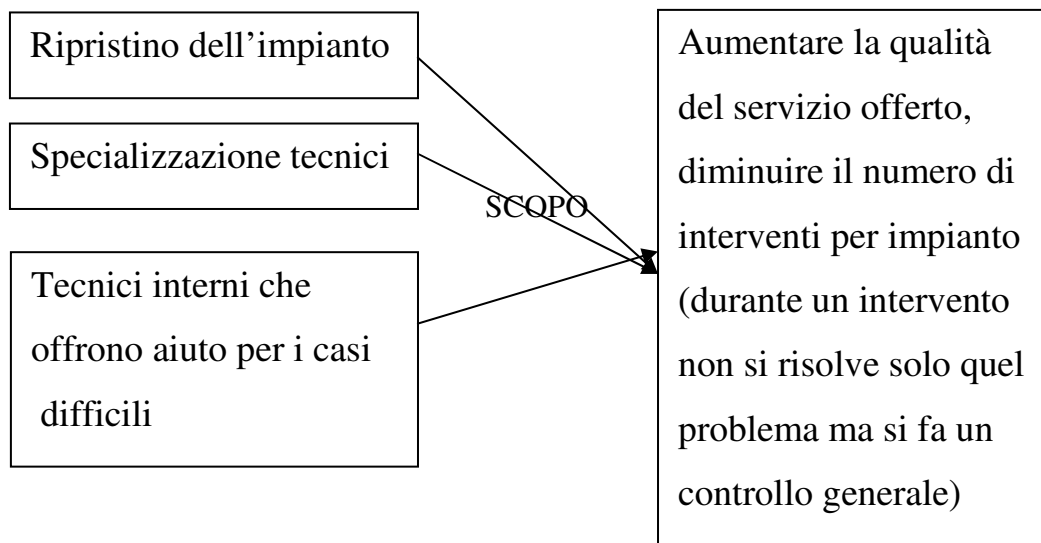 Ripristino dell’impianto
Specializzazione tecnici
Tecnici interni che
offrono aiuto per i casi
difficili
SCOPO
Aumentare la qualità
del servizio offerto,
diminuire il numero di
interventi per impianto
(durante un intervento
non si risolve solo quel
problema ma si fa un
controllo generale)